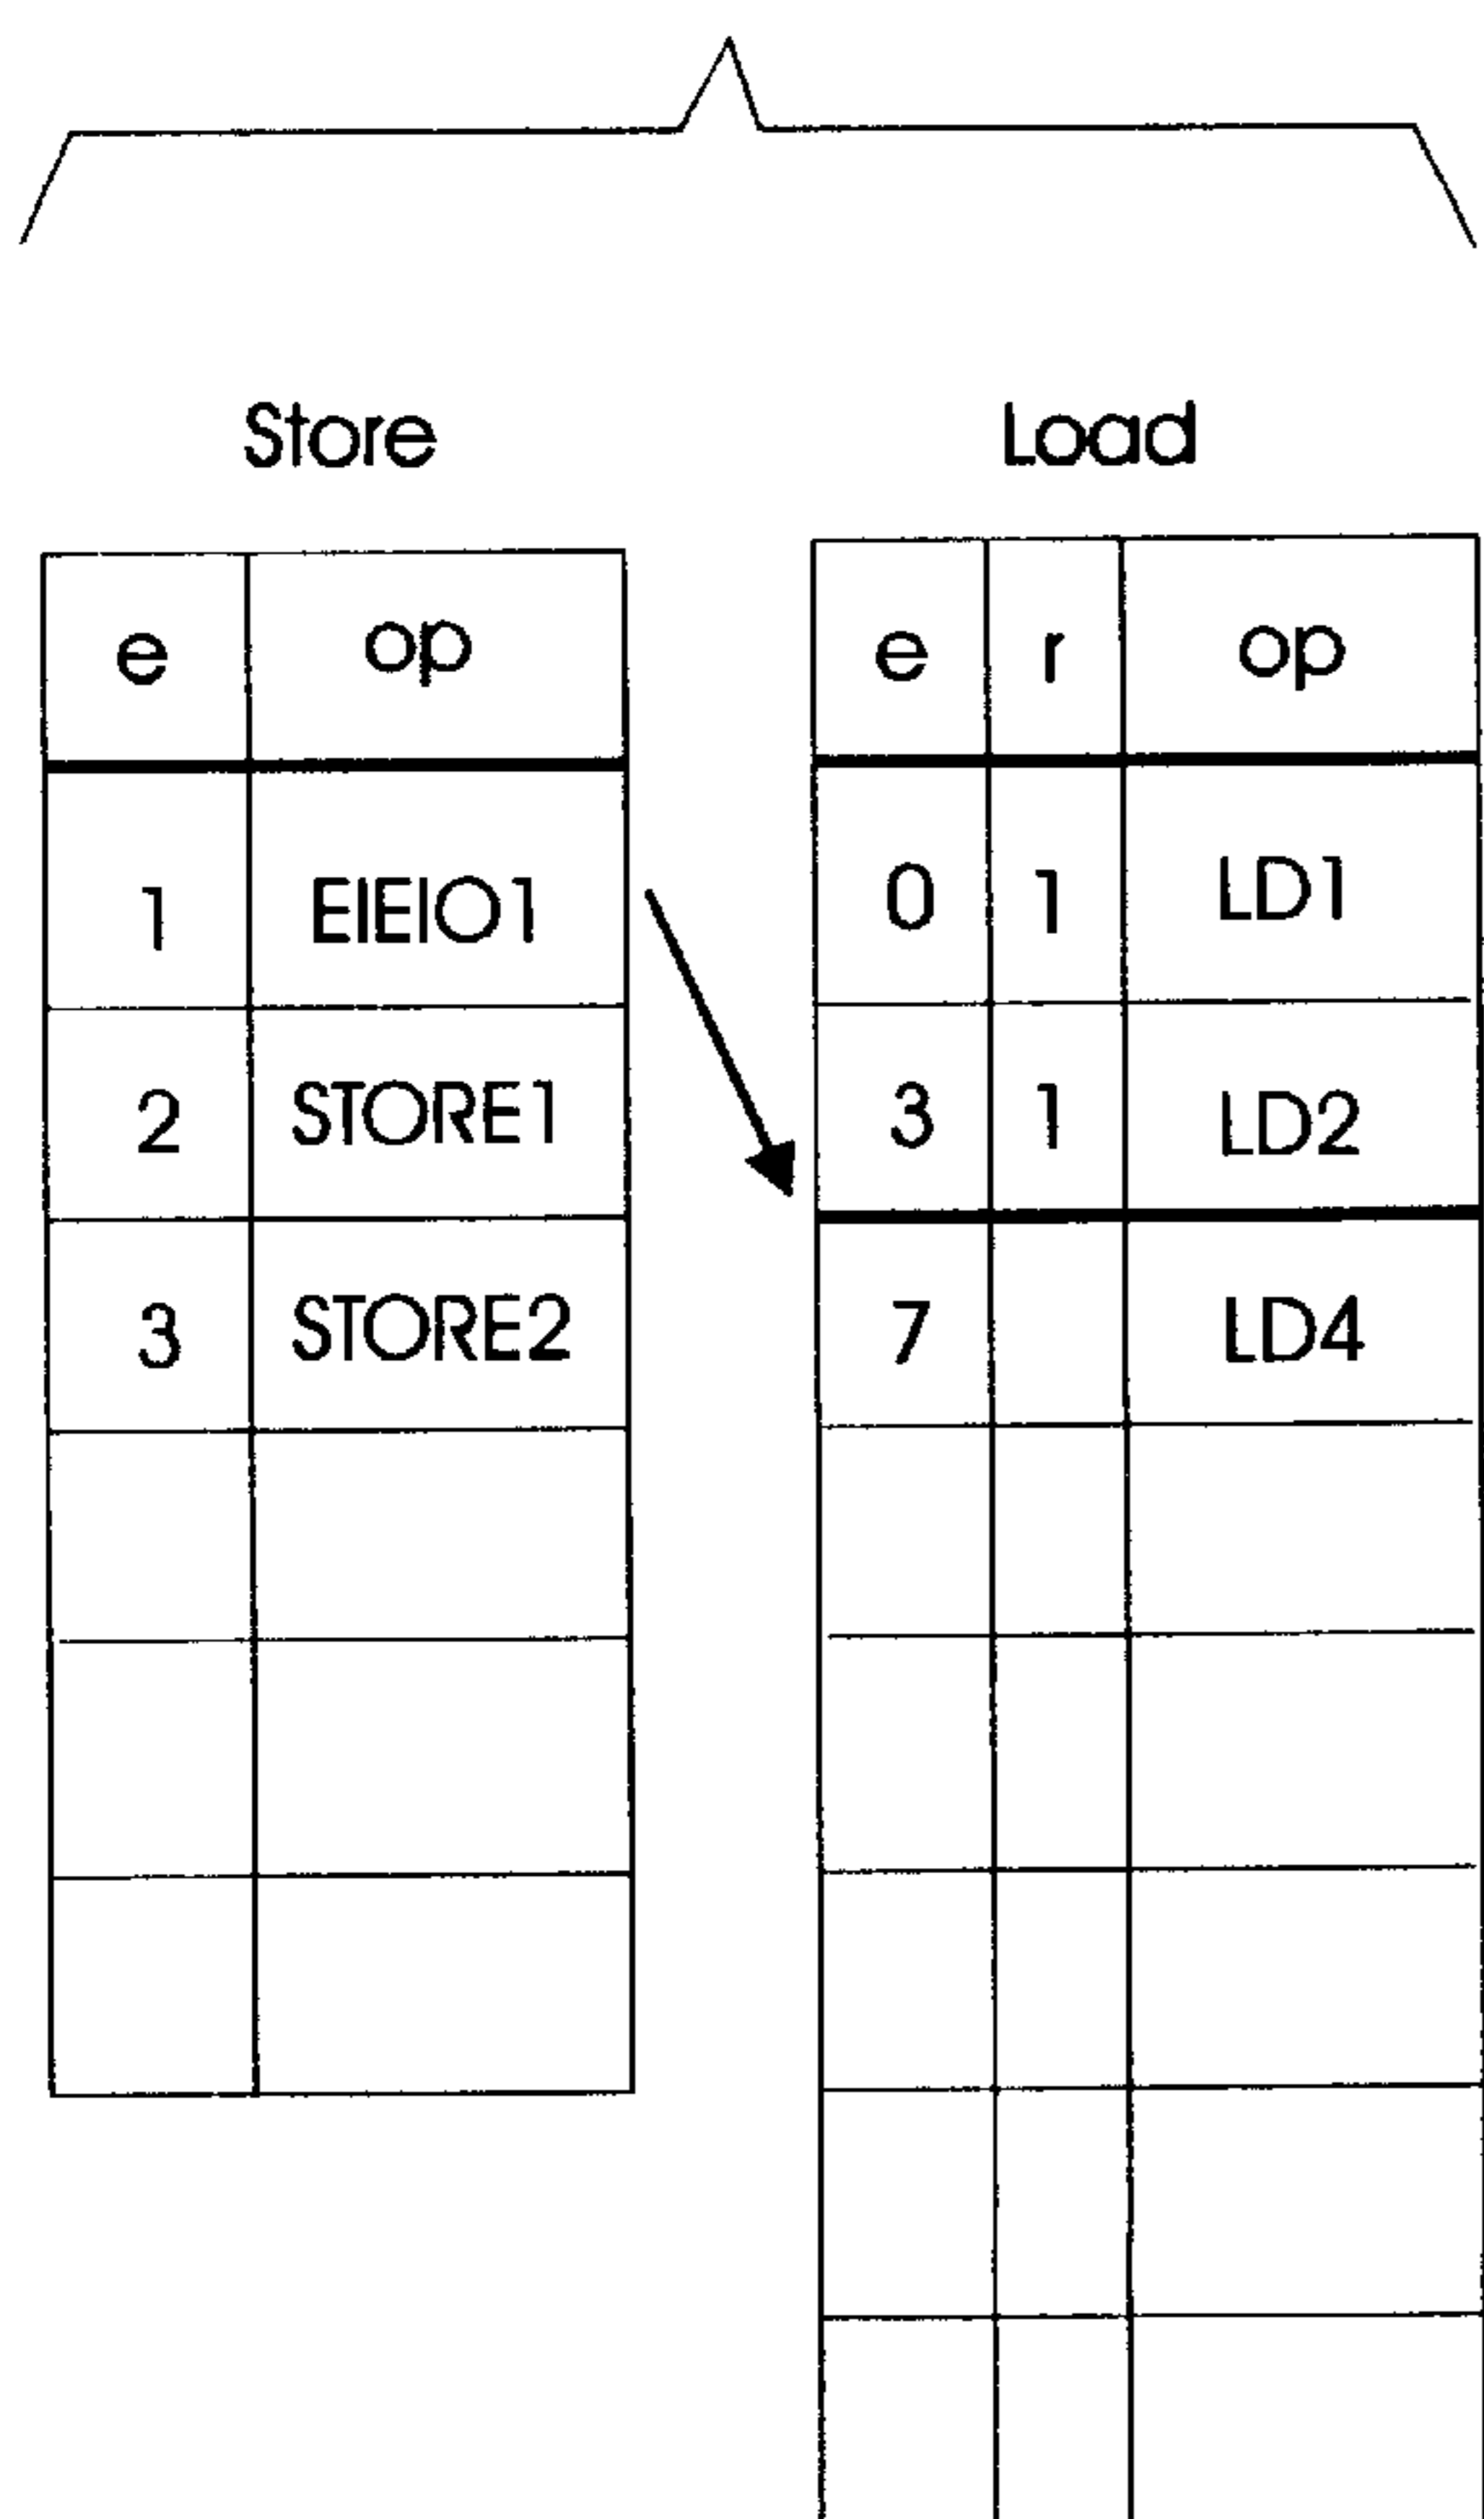 Store
e op
1 EIEIO1
2 STORE1
3 STORE2
Load
e r op
0 1 LD1
3 1 LD2
7 LD4